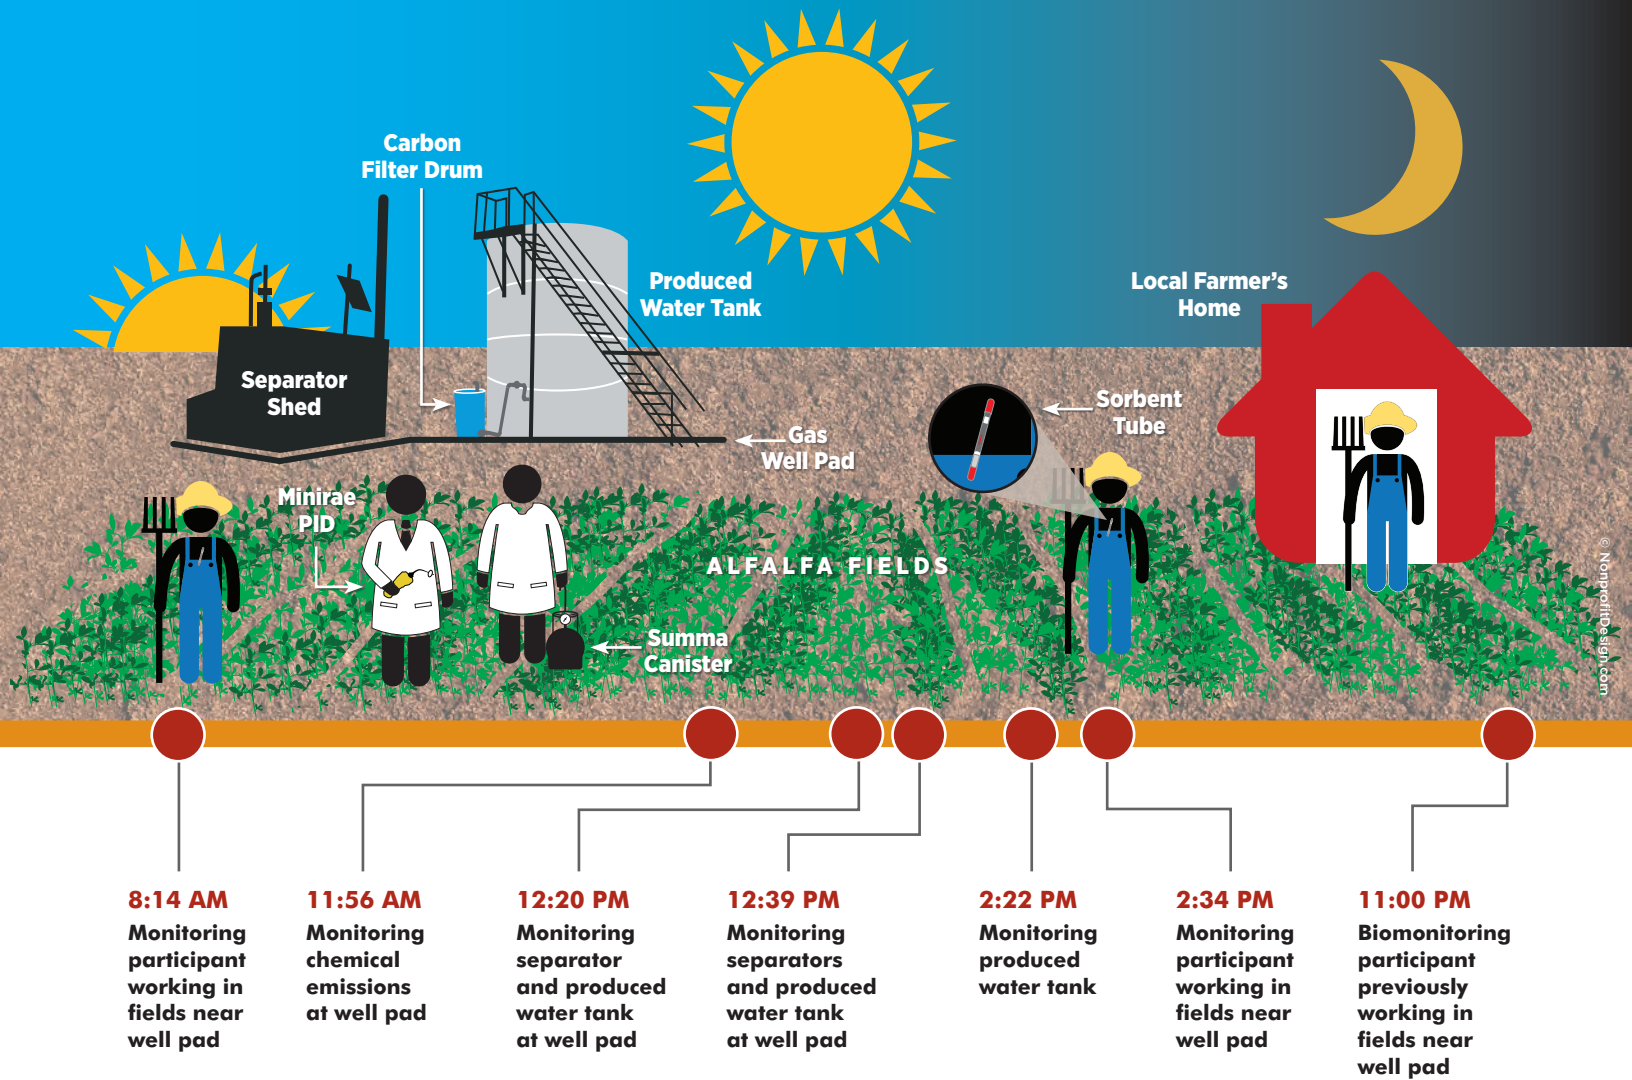 Carbon
Filter Drum
Produced
Water Tank
Local Farmer's
Home
Separator
Shed
Sorbent
Tube
Gas
Well Pad
Minirae
PID
ALFALFA FIELDS
Summa
Canister
© NonprofitDesign.com
8:14 AM
Monitoring
participant
working in
fields near
well pad
11:56 AM
Monitoring
chemical
emissions
at well pad
12:20 PM
Monitoring
separator
and produced
water tank
at well pad
12:39 PM
Monitoring
separators
and produced
water tank
at well pad
2:22 PM
Monitoring
produced
water tank
2:34 PM
Monitoring
participant
working in
fields near
well pad
11:00 PM
Biomonitoring
participant
previously
working in
fields near
well pad